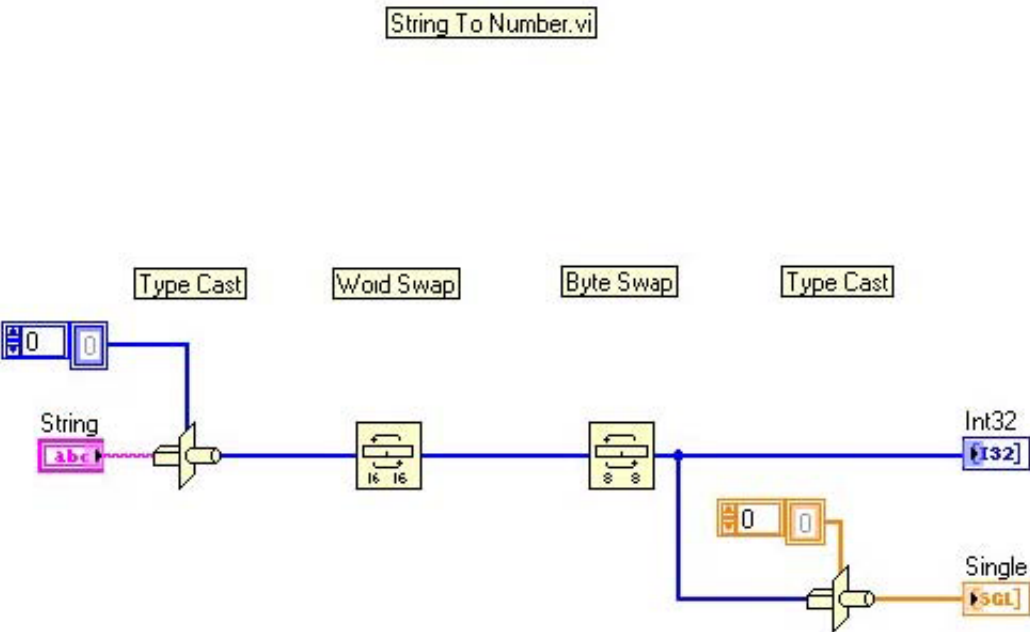 String To Number.vi
Type Cast
Word Swap
Byte Swap
Type Cast
0
0
String
abc
16 16
8 8
Int32
[I32]
0
0
Single
[SGL]